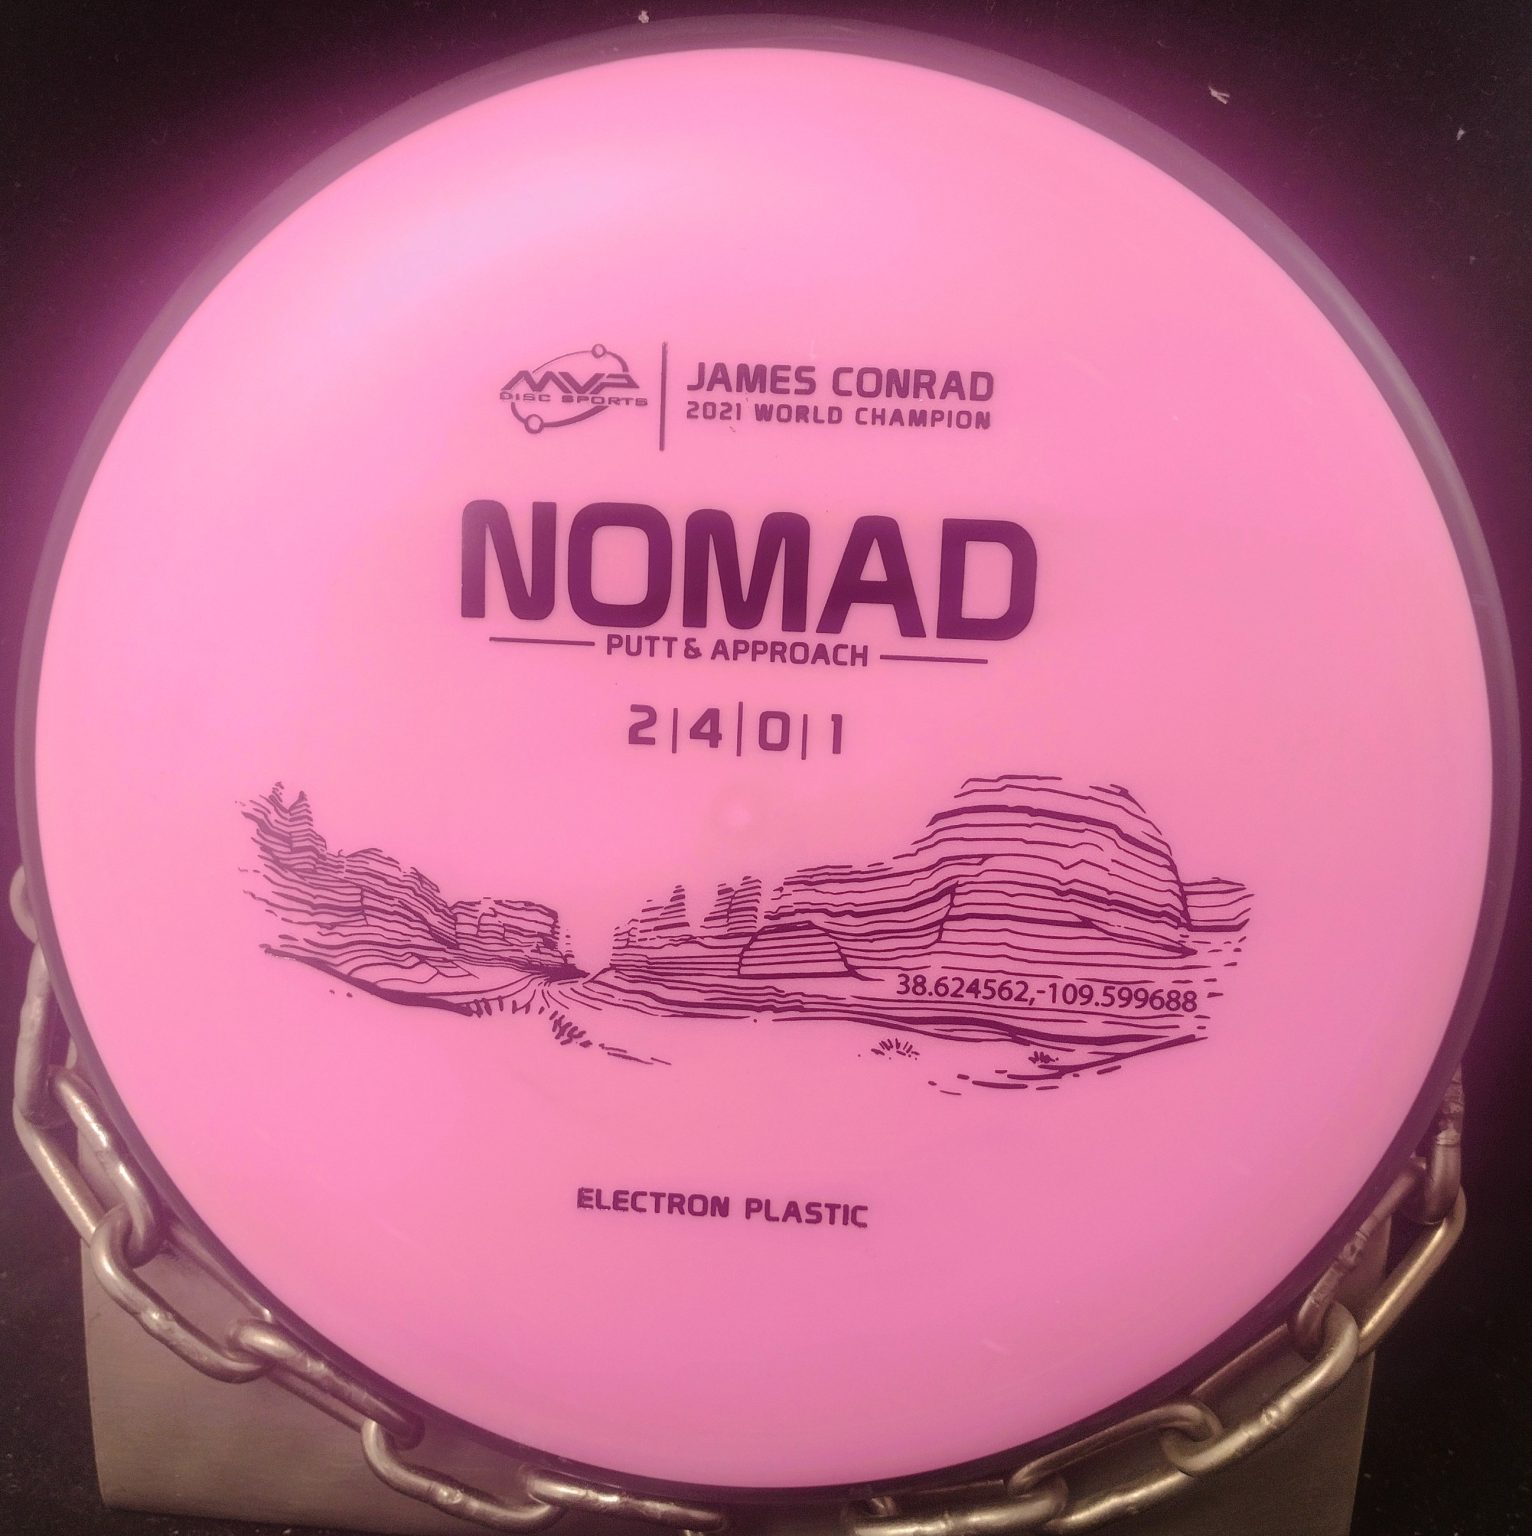 MVP
DISC SPORTS
JAMES CONRAD
2021 WORLD CHAMPION
NOMAD
PUTT & APPROACH
2|4|0|1
38.624562,-109.599688
ELECTRON PLASTIC